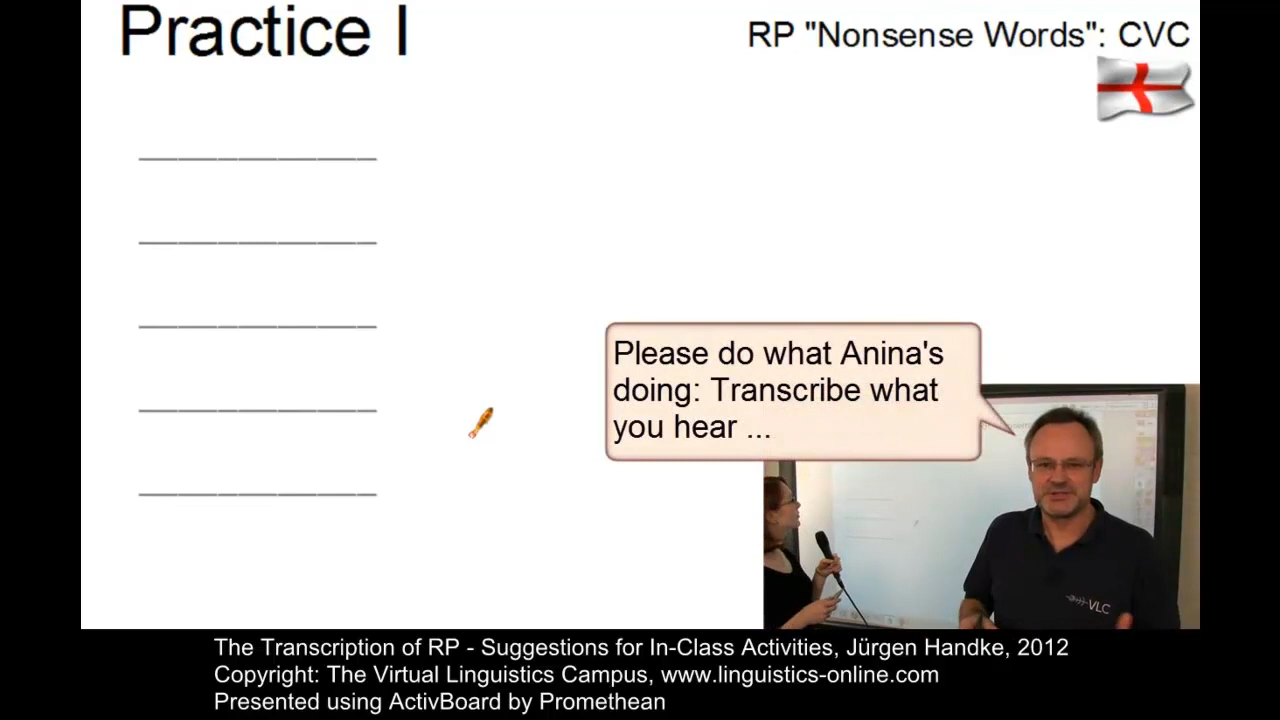 Practice I
RP "Nonsense Words": CVC
Please do what Anina's
doing: Transcribe what
you hear ...
VLC
The Transcription of RP - Suggestions for In-Class Activities, Jürgen Handke, 2012
Copyright: The Virtual Linguistics Campus, www.linguistics-online.com
Presented using ActivBoard by Promethean